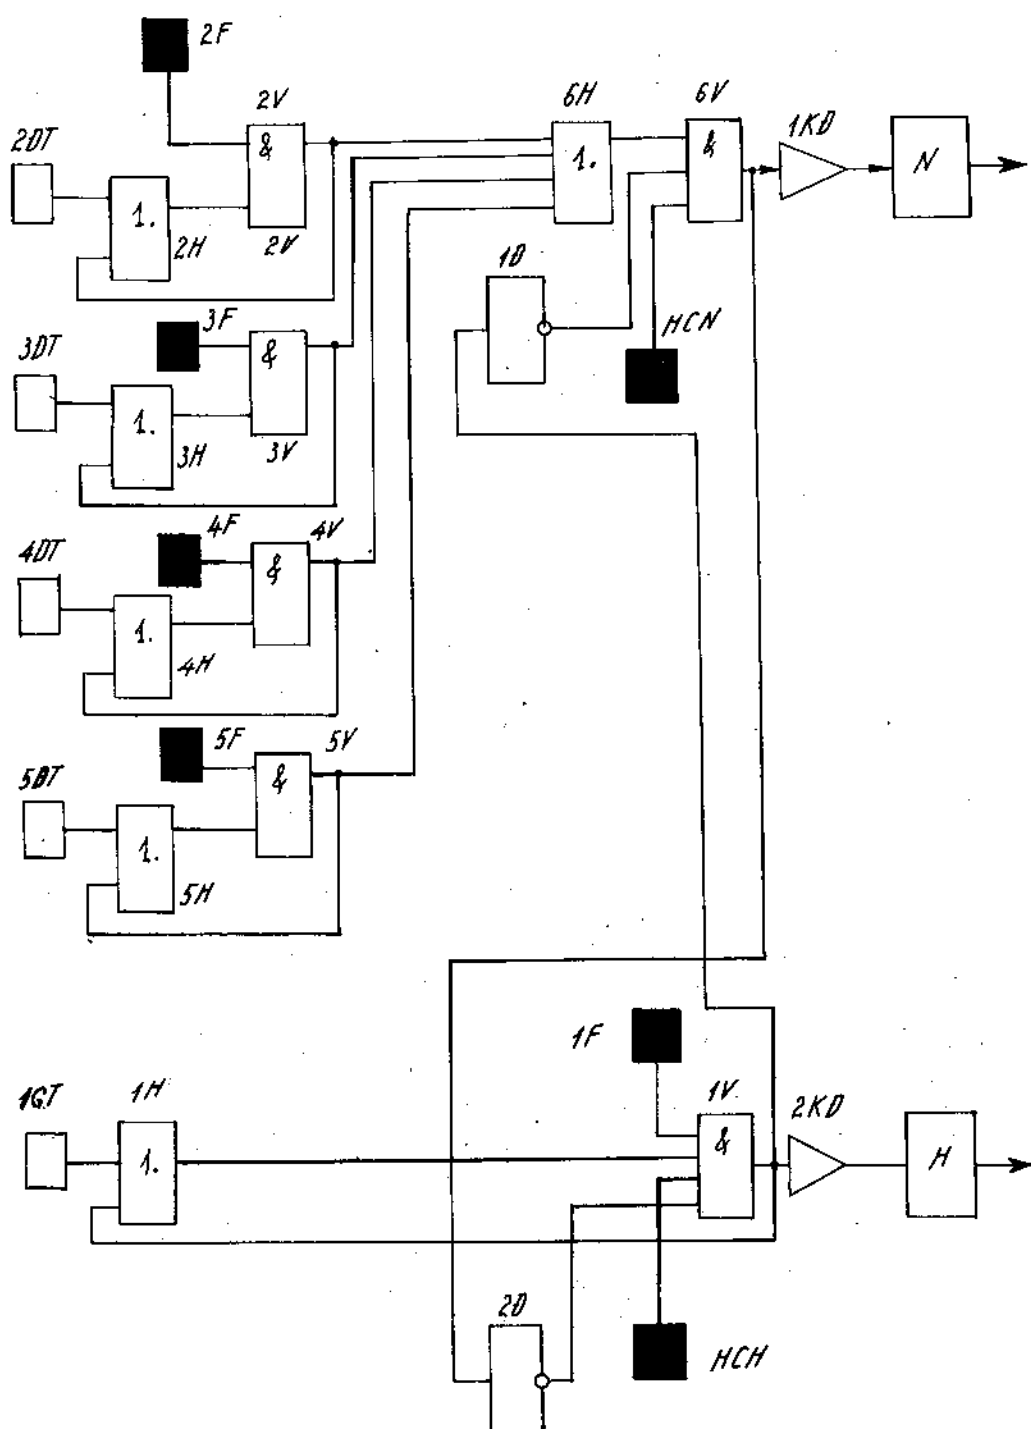 2F
2V
6H
6V
1KD
2DT
&
1.
&
N
1.
2H
2V
1D
3F
HCN
3DT
&
1.
3H
3V
4F
4V
4DT
&
1.
4H
5F
5V
5DT
&
1.
5H
1F
1GT
1H
1V
2KD
1.
&
H
2D
HCH